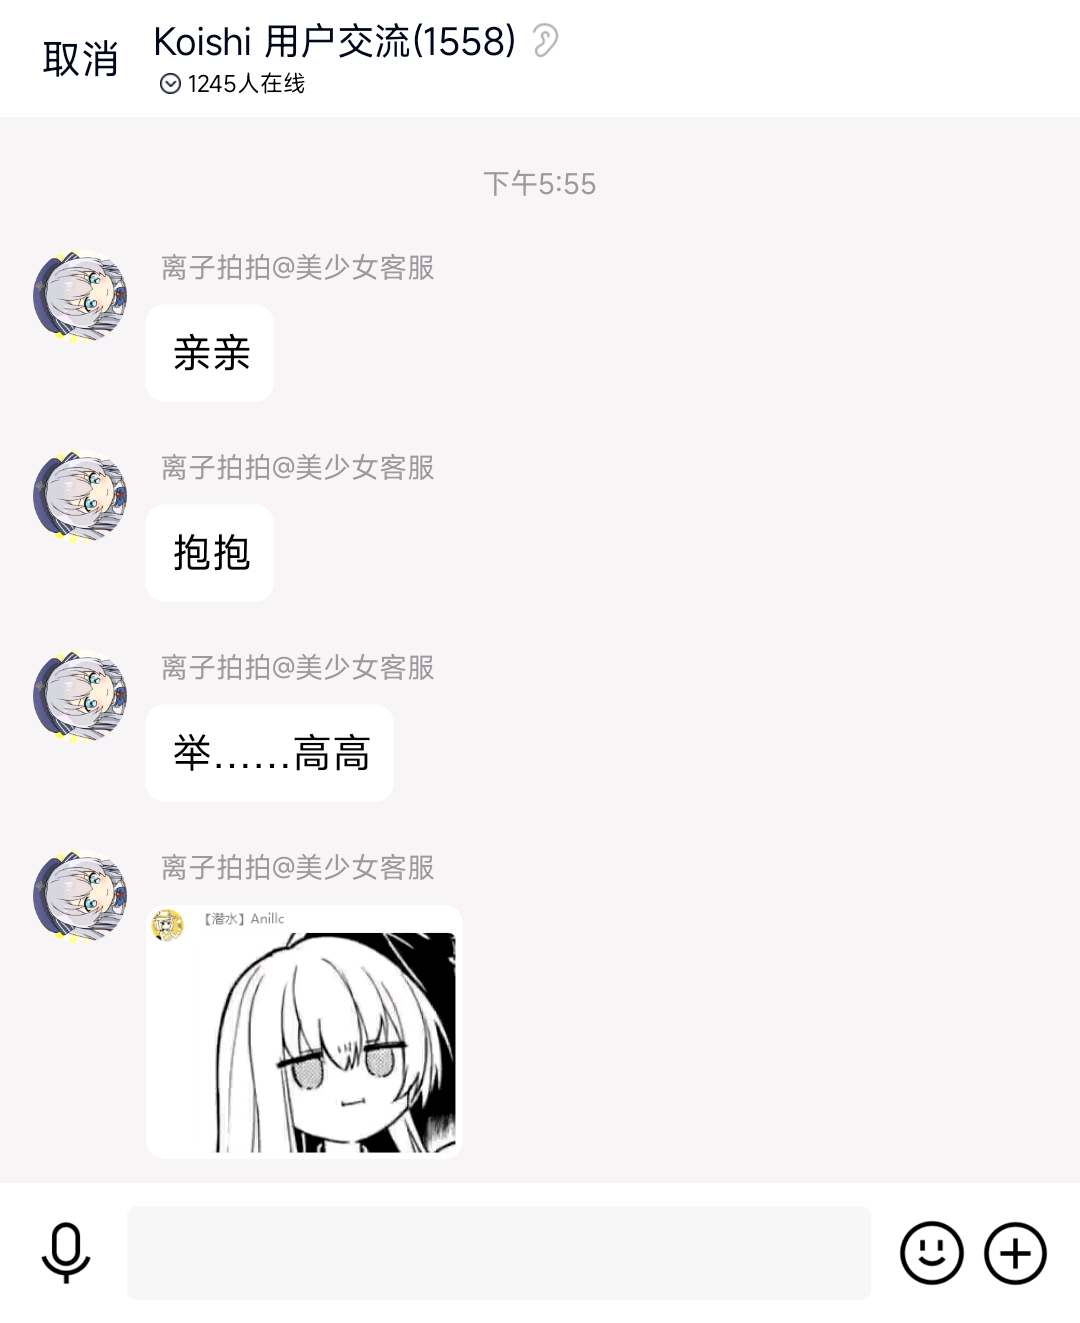 取消
Koishi 用户交流(1558)
1245人在线
下午5:55
离子拍拍@美少女客服
亲亲
离子拍拍@美少女客服
抱抱
离子拍拍@美少女客服
举……高高
离子拍拍@美少女客服
【潜水】Anillc